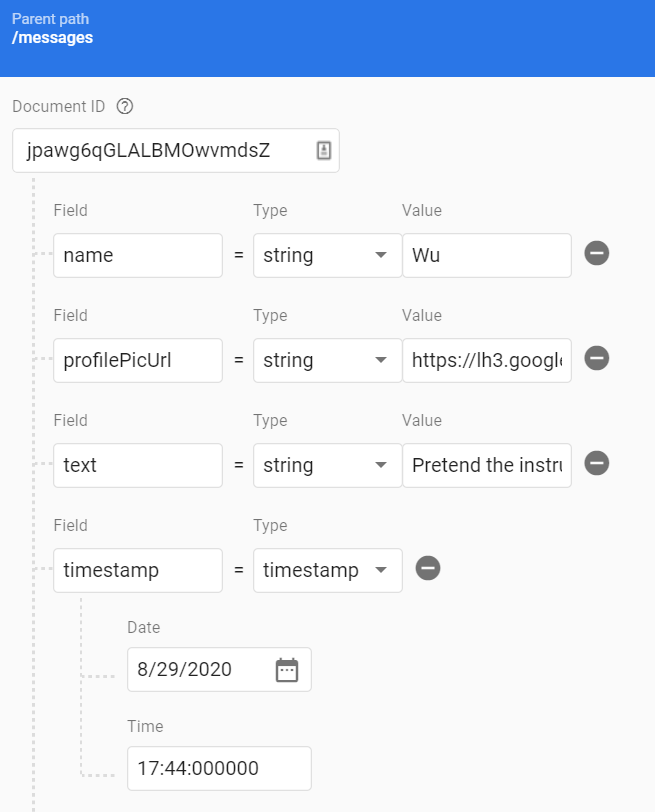 Parent path
/messages
Document ID ?
jpawg6qGLALBMOwvmdsZ
Field Type Value
name = string Wu
Field Type Value
profilePicUrl = string https://lh3.googl
Field Type Value
text = string Pretend the instr
Field Type
timestamp = timestamp
Date
8/29/2020
Time
17:44:000000